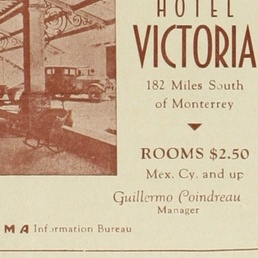 HOTEL
VICTORIA
182 Miles South
of Monterrey
ROOMS $2.50
Mex. Cy. and up
Guillermo Coindreau
Manager
MA Information Bureau